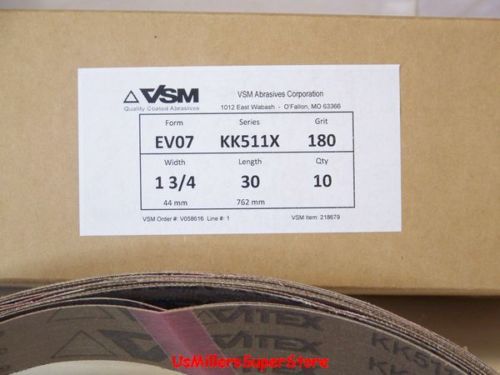 VSM
Quality Coated Abrasives
VSM Abrasives Corporation
1012 East Wabash - O'Fallon, MO 63366
Form Series Grit
EV07 KK511X 180
Width Length Qty
1 3/4 30 10
44 mm 762 mm
VSM Order #: V058616 Line #: 1 VSM Item: 218679
VITEX
KK511
UsMillersSuperStore